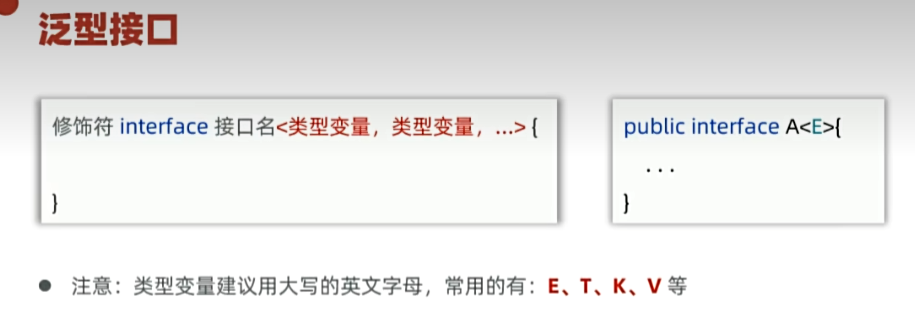 泛型接口
修饰符 interface 接口名<类型变量，类型变量，...> {
}
public interface A<E>{
...
}
● 注意：类型变量建议用大写的英文字母，常用的有：E、T、K、V 等